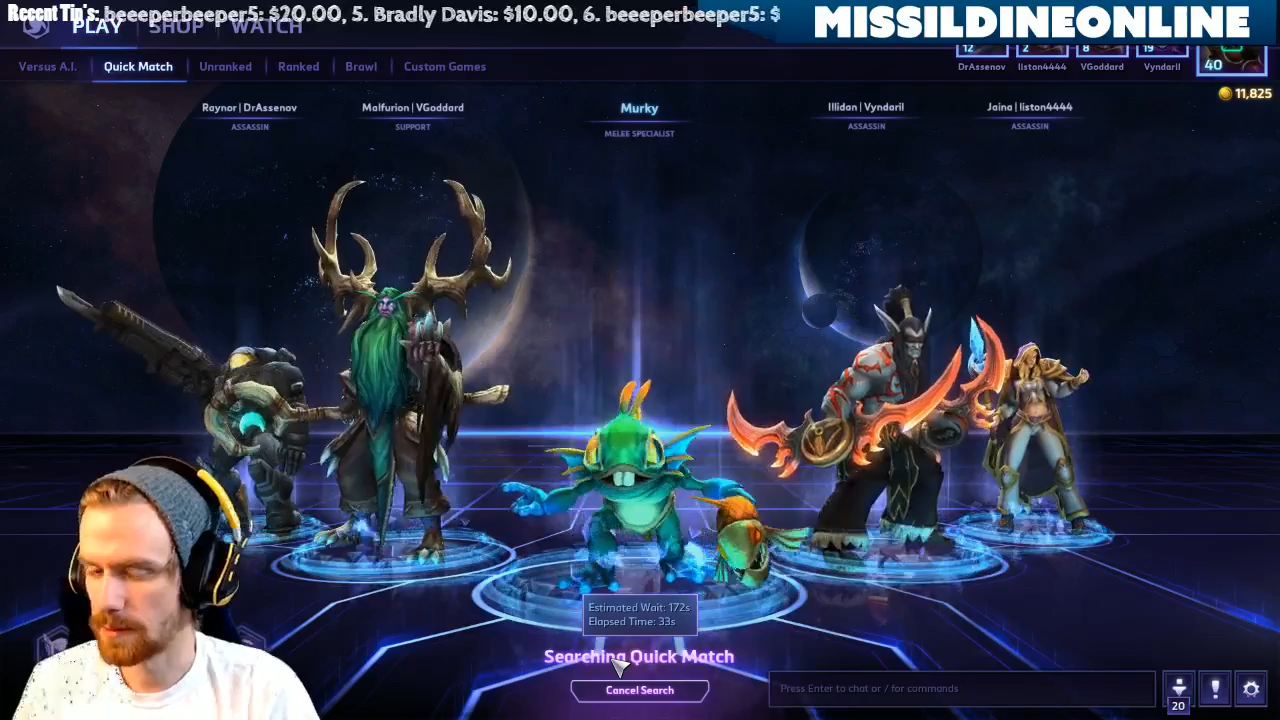 Recent Tip's: beeeperbeeper5: $20.00, 5. Bradly Davis: $10.00, 6. beeeperbeeper5: $
MISSILDINEONLINE
PLAY SHOP WATCH
12 2 8 19 40
DrAssenov liston4444 VGoddard Vyndaril
Versus A.I. Quick Match Unranked Ranked Brawl Custom Games
11,825
Raynor | DrAssenov Malfurion | VGoddard Murky Illidan | Vyndaril Jaina | liston4444
ASSASSIN SUPPORT MELEE SPECIALIST ASSASSIN ASSASSIN
Estimated Wait: 172s
Elapsed Time: 33s
Searching Quick Match
Cancel Search
Press Enter to chat or / for commands
20